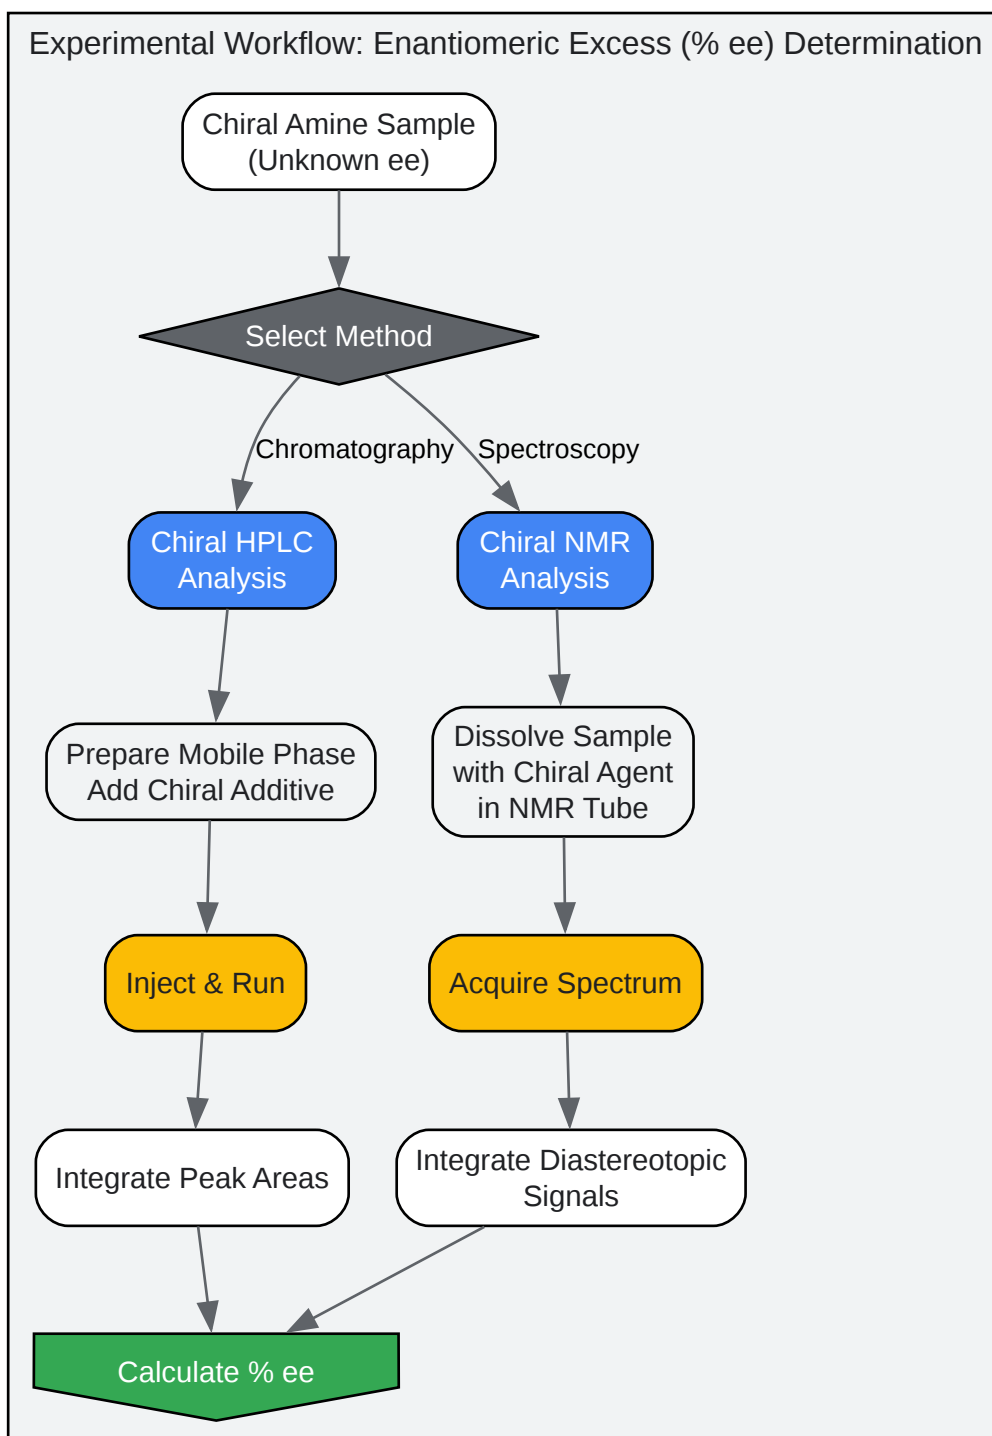 Experimental Workflow: Enantiomeric Excess (% ee) Determination
Chiral Amine Sample
(Unknown ee)
Select Method
Chromatography
Spectroscopy
Chiral HPLC
Analysis
Chiral NMR
Analysis
Prepare Mobile Phase
Add Chiral Additive
Dissolve Sample
with Chiral Agent
in NMR Tube
Inject & Run
Acquire Spectrum
Integrate Peak Areas
Integrate Diastereotopic
Signals
Calculate % ee